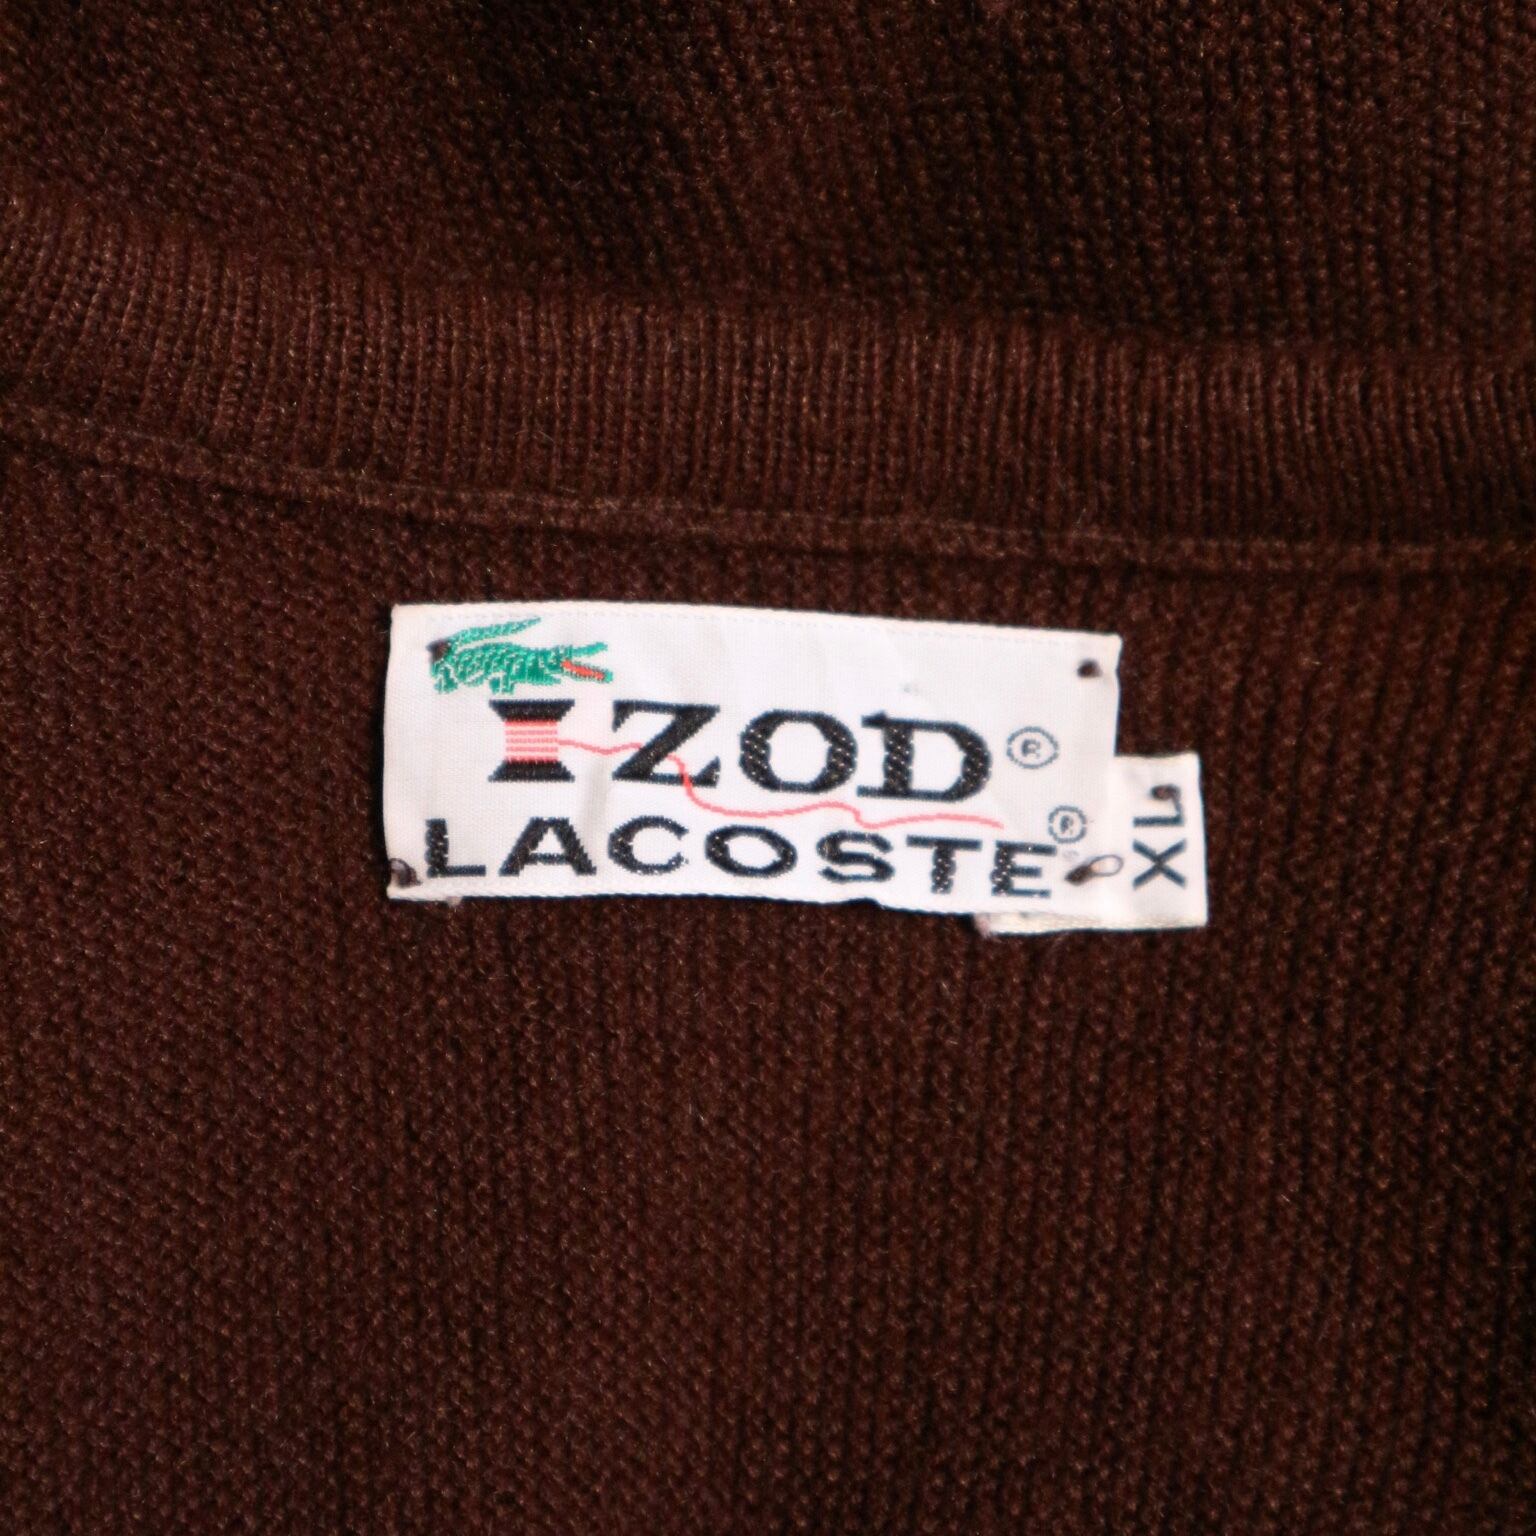 IZOD ®
LACOSTE ®
XL